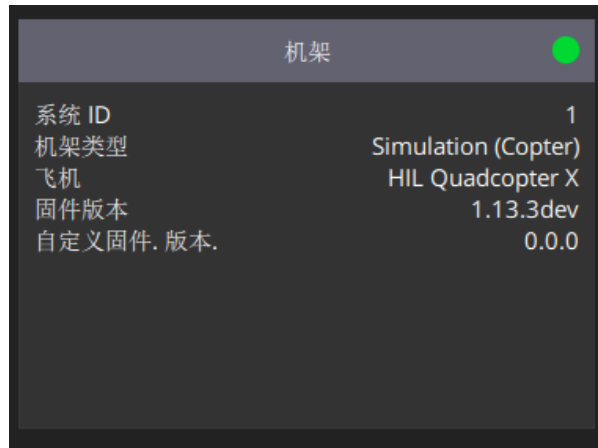 机架
系统 ID 1
机架类型 Simulation (Copter)
飞机 HIL Quadcopter X
固件版本 1.13.3dev
自定义固件. 版本. 0.0.0